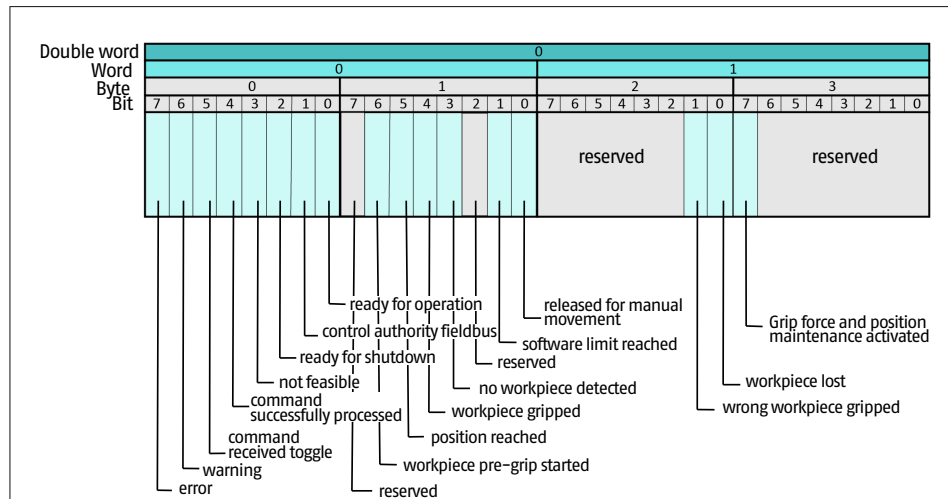 Double word 0
Word 0 1
Byte 0 1 2 3
Bit 7 6 5 4 3 2 1 0 7 6 5 4 3 2 1 0 7 6 5 4 3 2 1 0 7 6 5 4 3 2 1 0
reserved reserved
ready for operation
control authority fieldbus
ready for shutdown
not feasible
command
successfully processed
command
received toggle
warning
error
released for manual
movement
software limit reached
reserved
no workpiece detected
workpiece gripped
position reached
workpiece pre-grip started
reserved
Grip force and position
maintenance activated
workpiece lost
wrong workpiece gripped